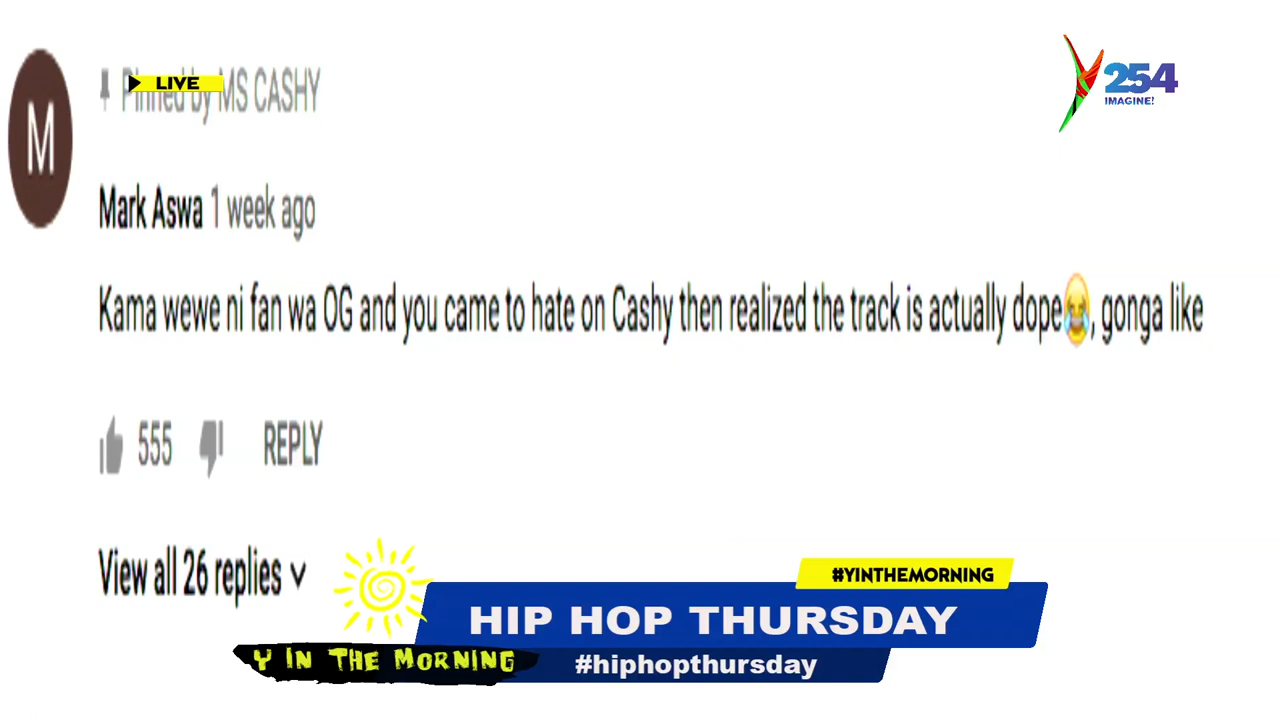 Pinned by MS CASHY
LIVE
254
IMAGINE!
M
Mark Aswa 1 week ago
Kama wewe ni fan wa OG and you came to hate on Cashy then realized the track is actually dope😂, gonga like
555
REPLY
View all 26 replies
#YINTHEMORNING
HIP HOP THURSDAY
Y IN THE MORNING
#hiphopthursday